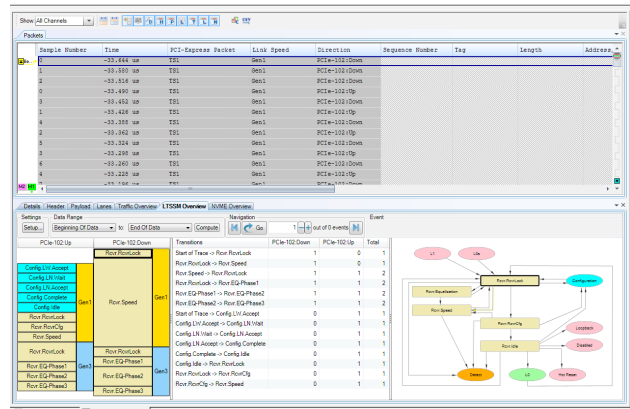 Show: All Channels
Packets
Sample Number Time PCI-Express Packet Link Speed Direction Sequence Number Tag Length Address
0 -33.644 us TS1 Gen1 PCIe-102:Down
1 -33.580 us TS1 Gen1 PCIe-102:Down
2 -33.516 us TS1 Gen1 PCIe-102:Down
0 -33.490 us TS1 Gen1 PCIe-102:Up
3 -33.452 us TS1 Gen1 PCIe-102:Down
1 -33.426 us TS1 Gen1 PCIe-102:Up
4 -33.388 us TS1 Gen1 PCIe-102:Down
2 -33.362 us TS1 Gen1 PCIe-102:Up
5 -33.324 us TS1 Gen1 PCIe-102:Down
3 -33.298 us TS1 Gen1 PCIe-102:Up
6 -33.260 us TS1 Gen1 PCIe-102:Down
4 -33.228 us TS1 Gen1 PCIe-102:Up
M2 M1
Details Header Payload Lanes Traffic Overview LTSSM Overview NVME Overview
Settings Data Range Navigation Event
Setup... Beginning Of Data to: End Of Data Compute Go 1 out of 0 events
PCIe-102:Up PCIe-102:Down
Rcvr.RcvrLock
Config.LW.Accept
Config.LN.Wait
Config.LN.Accept
Config.Complete
Config.Idle
Rcvr.RcvrLock
Rcvr.RcvrCfg
Rcvr.Speed
Gen1
Rcvr.Speed
Gen1
Rcvr.RcvrLock
Rcvr.EQ-Phase1
Rcvr.EQ-Phase2
Rcvr.EQ-Phase3
Gen3
Rcvr.RcvrLock
Rcvr.EQ-Phase1
Rcvr.EQ-Phase2
Rcvr.EQ-Phase3
Gen3
Transitions PCIe-102:Down PCIe-102:Up Total
Start of Trace -> Rcvr.RcvrLock 1 0 1
Rcvr.RcvrLock -> Rcvr.Speed 1 0 1
Rcvr.Speed -> Rcvr.RcvrLock 1 1 2
Rcvr.RcvrLock -> Rcvr.EQ-Phase1 1 1 2
Rcvr.EQ-Phase1 -> Rcvr.EQ-Phase2 1 1 2
Rcvr.EQ-Phase2 -> Rcvr.EQ-Phase3 1 1 2
Start of Trace -> Config.LW.Accept 0 1 1
Config.LW.Accept -> Config.LN.Wait 0 1 1
Config.LN.Wait -> Config.LN.Accept 0 1 1
Config.LN.Accept -> Config.Complete 0 1 1
Config.Complete -> Config.Idle 0 1 1
Config.Idle -> Rcvr.RcvrLock 0 1 1
Rcvr.RcvrLock -> Rcvr.RcvrCfg 0 1 1
Rcvr.RcvrCfg -> Rcvr.Speed 0 1 1
L1
L0s
Rcvr.RcvrLock
Configuration
Rcvr.Equalization
Rcvr.Speed
Rcvr.RcvrCfg
Loopback
Rcvr.Idle
Disabled
Detect
L0
Hot Reset